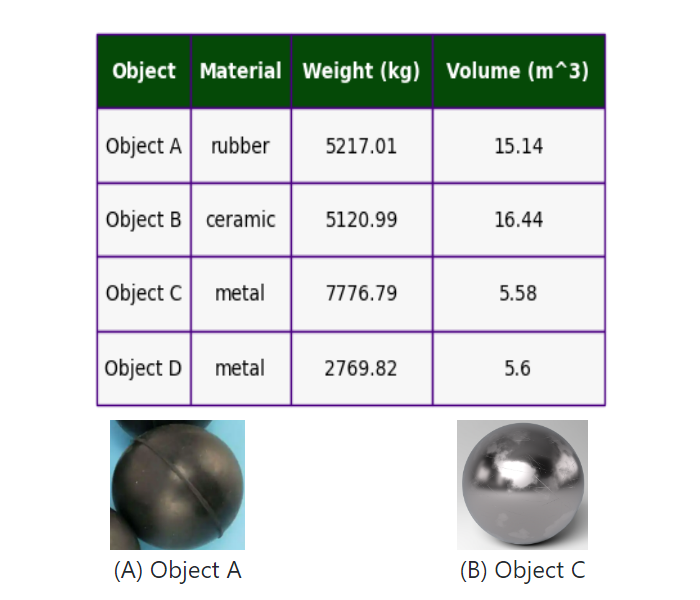 Object Material Weight (kg) Volume (m^3)
Object A rubber 5217.01 15.14
Object B ceramic 5120.99 16.44
Object C metal 7776.79 5.58
Object D metal 2769.82 5.6
(A) Object A (B) Object C